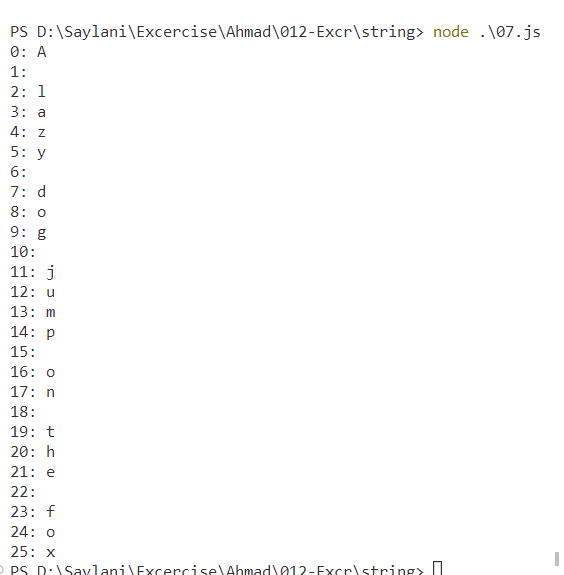 PS D:\Saylani\Excercise\Ahmad\012-Excr\string> node .\07.js
0: A
1:
2: l
3: a
4: z
5: y
6:
7: d
8: o
9: g
10:
11: j
12: u
13: m
14: p
15:
16: o
17: n
18:
19: t
20: h
21: e
22:
23: f
24: o
25: x
PS D:\Saylani\Excercise\Ahmad\012-Excr\string>